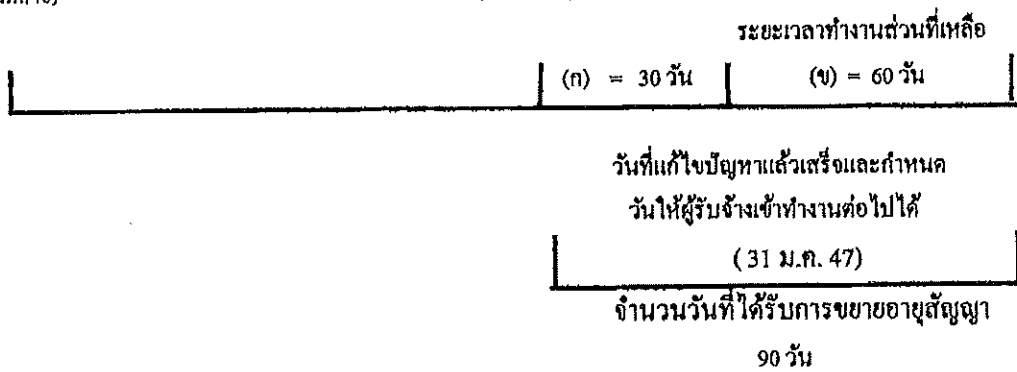 ระยะเวลาทำงานส่วนที่เหลือ
(ก) = 30 วัน (ข) = 60 วัน
วันที่แก้ไขปัญหาแล้วเสร็จและกำหนด
วันให้ผู้รับจ้างเข้าทำงานต่อไปได้
( 31 ม.ค. 47)
จำนวนวันที่ได้รับการขยายอายุสัญญา
90 วัน